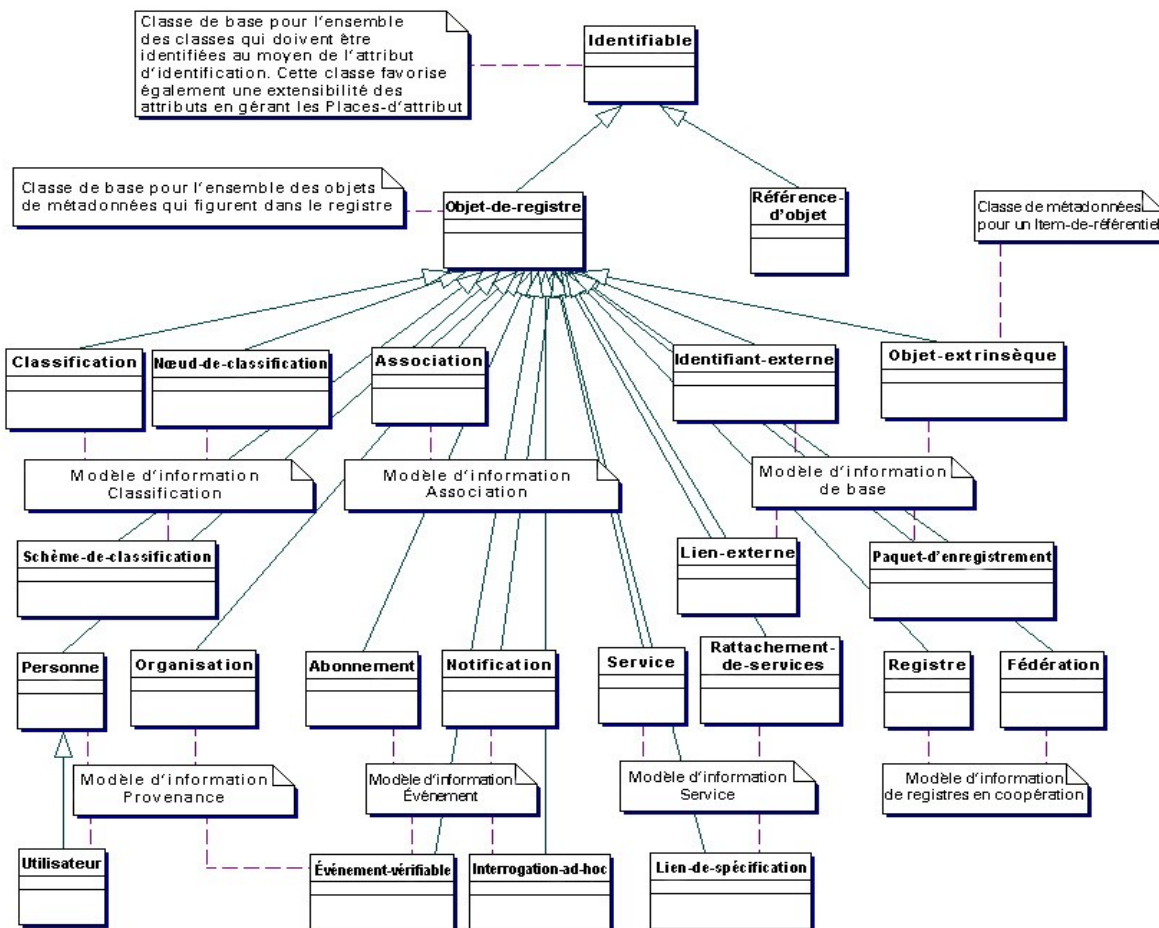 Classe de base pour l'ensemble
des classes qui doivent être
identifiées au moyen de l'attribut
d'identification. Cette classe favorise
également une extensibilité des
attributs en gérant les Places-d'attribut
Identifiable
Classe de base pour l'ensemble des objets
de métadonnées qui figurent dans le registre
Objet-de-registre
Référence-
d'objet
Classe de métadonnées
pour un Item-de-référentiel
Classification
Nœud-de-classification
Association
Identifiant-externe
Objet-extrinsèque
Modèle d'information
Classification
Modèle d'information
Association
Modèle d'information
de base
Schème-de-classification
Lien-externe
Paquet-d'enregistrement
Personne
Organisation
Abonnement
Notification
Service
Rattachement-
de-services
Registre
Fédération
Modèle d'information
Provenance
Modèle d'information
Événement
Modèle d'information
Service
Modèle d'information
de registres en coopération
Utilisateur
Événement-vérifiable
Interrogation-ad-hoc
Lien-de-spécification